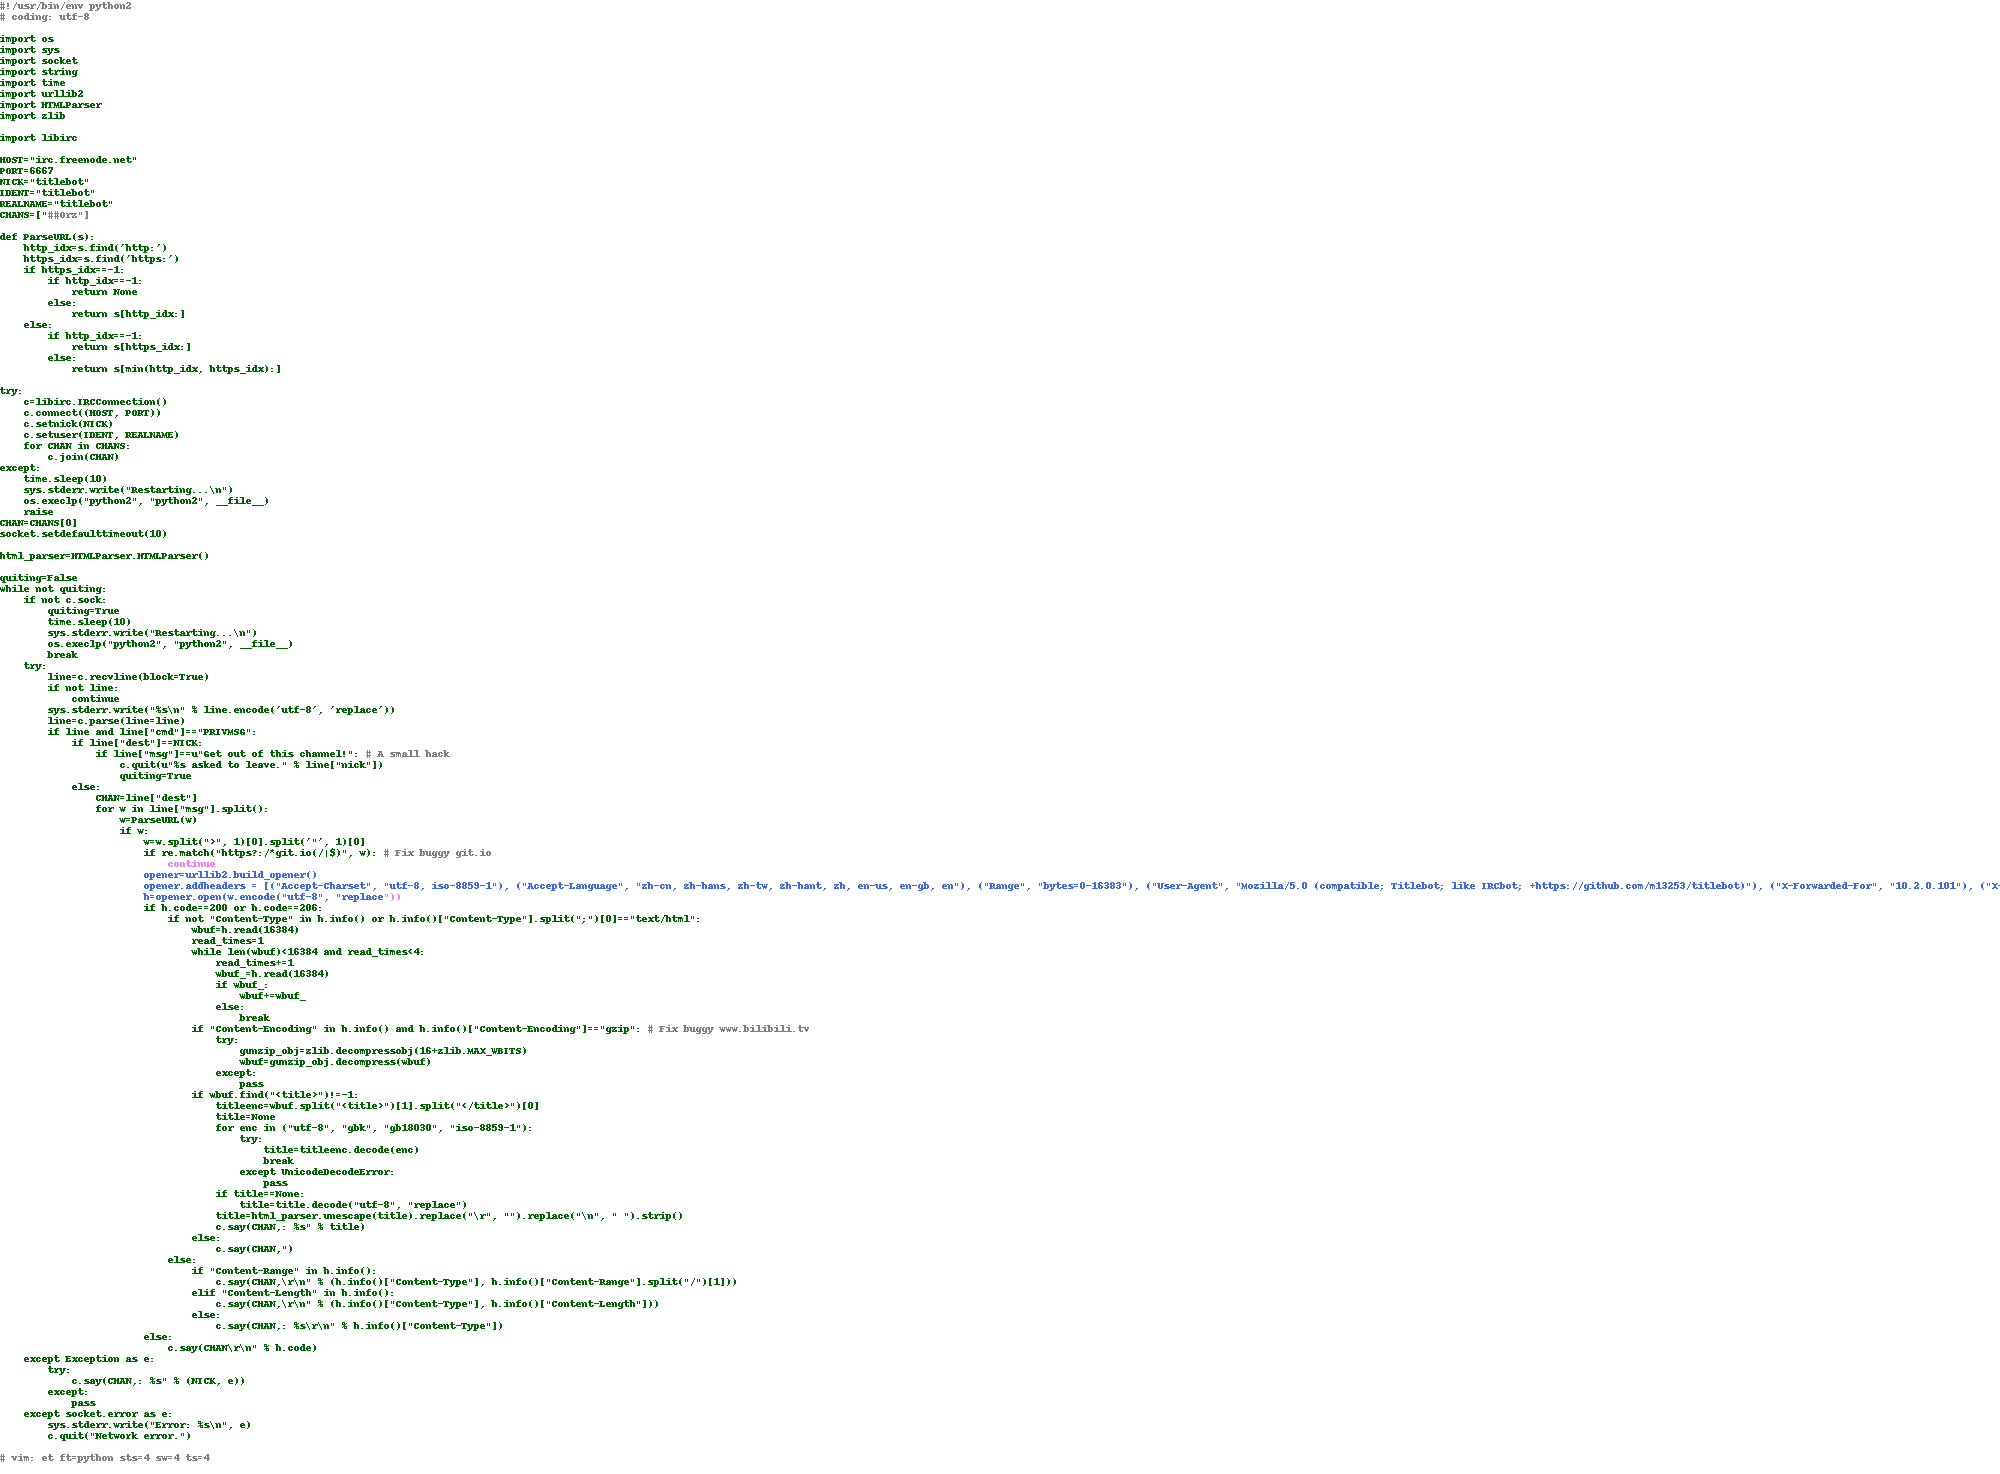 #!/usr/bin/env python2
# coding: utf-8

import os
import sys
import socket
import string
import time
import urllib2
import HTMLParser
import zlib

import libirc

HOST="irc.freenode.net"
PORT=6667
NICK="titlebot"
IDENT="titlebot"
REALNAME="titlebot"
CHANS=["##Orz"]

def ParseURL(s):
    http_idx=s.find('http:')
    https_idx=s.find('https:')
    if https_idx==-1:
        if http_idx==-1:
            return None
        else:
            return s[http_idx:]
    else:
        if http_idx==-1:
            return s[https_idx:]
        else:
            return s[min(http_idx, https_idx):]

try:
    c=libirc.IRCConnection()
    c.connect((HOST, PORT))
    c.setnick(NICK)
    c.setuser(IDENT, REALNAME)
    for CHAN in CHANS:
        c.join(CHAN)
except:
    time.sleep(10)
    sys.stderr.write("Restarting...\n")
    os.execlp("python2", "python2", __file__)
    raise
CHAN=CHANS[0]
socket.setdefaulttimeout(10)

html_parser=HTMLParser.HTMLParser()

quiting=False
while not quiting:
    if not c.sock:
        quiting=True
        time.sleep(10)
        sys.stderr.write("Restarting...\n")
        os.execlp("python2", "python2", __file__)
        break
    try:
        line=c.recvline(block=True)
        if not line:
            continue
        sys.stderr.write("%s\n" % line.encode('utf-8', 'replace'))
        line=c.parse(line=line)
        if line and line["cmd"]=="PRIVMSG":
            if line["dest"]==NICK:
                if line["msg"]==u"Get out of this channel!": # A small hack
                    c.quit(u"%s asked to leave." % line["nick"])
                    quiting=True
            else:
                CHAN=line["dest"]
                for w in line["msg"].split():
                    w=ParseURL(w)
                    if w:
                        w=w.split(">", 1)[0].split('"', 1)[0]
                        if re.match("https?:/*git.io(/|$)", w): # Fix buggy git.io
                            continue
                        opener=urllib2.build_opener()
                        opener.addheaders = [("Accept-Charset", "utf-8, iso-8859-1"), ("Accept-Language", "zh-cn, zh-hans, zh-tw, zh-hant, zh, en-us, en-gb, en"), ("Range", "bytes=0-16383"), ("User-Agent", "Mozilla/5.0 (compatible; Titlebot; like IRCbot; +https://github.com/m13253/titlebot)"), ("X-Forwarded-For", "10.2.0.101"), ("X-
                        h=opener.open(w.encode("utf-8", "replace"))
                        if h.code==200 or h.code==206:
                            if not "Content-Type" in h.info() or h.info()["Content-Type"].split(";")[0]=="text/html":
                                wbuf=h.read(16384)
                                read_times=1
                                while len(wbuf)<16384 and read_times<4:
                                    read_times+=1
                                    wbuf_=h.read(16384)
                                    if wbuf_:
                                        wbuf+=wbuf_
                                    else:
                                        break
                                if "Content-Encoding" in h.info() and h.info()["Content-Encoding"]=="gzip": # Fix buggy www.bilibili.tv
                                    try:
                                        gunzip_obj=zlib.decompressobj(16+zlib.MAX_WBITS)
                                        wbuf=gunzip_obj.decompress(wbuf)
                                    except:
                                        pass
                                if wbuf.find("<title>")!=-1:
                                    titleenc=wbuf.split("<title>")[1].split("</title>")[0]
                                    title=None
                                    for enc in ("utf-8", "gbk", "gb18030", "iso-8859-1"):
                                        try:
                                            title=titleenc.decode(enc)
                                            break
                                        except UnicodeDecodeError:
                                            pass
                                    if title==None:
                                        title=title.decode("utf-8", "replace")
                                    title=html_parser.unescape(title).replace("\r", "").replace("\n", " ").strip()
                                    c.say(CHAN,: %s" % title)
                                else:
                                    c.say(CHAN,")
                            else:
                                if "Content-Range" in h.info():
                                    c.say(CHAN,\r\n" % (h.info()["Content-Type"], h.info()["Content-Range"].split("/")[1]))
                                elif "Content-Length" in h.info():
                                    c.say(CHAN,\r\n" % (h.info()["Content-Type"], h.info()["Content-Length"]))
                                else:
                                    c.say(CHAN,: %s\r\n" % h.info()["Content-Type"])
                        else:
                            c.say(CHAN\r\n" % h.code)
    except Exception as e:
        try:
            c.say(CHAN,: %s" % (NICK, e))
        except:
            pass
    except socket.error as e:
        sys.stderr.write("Error: %s\n", e)
        c.quit("Network error.")

# vim: et ft=python sts=4 sw=4 ts=4